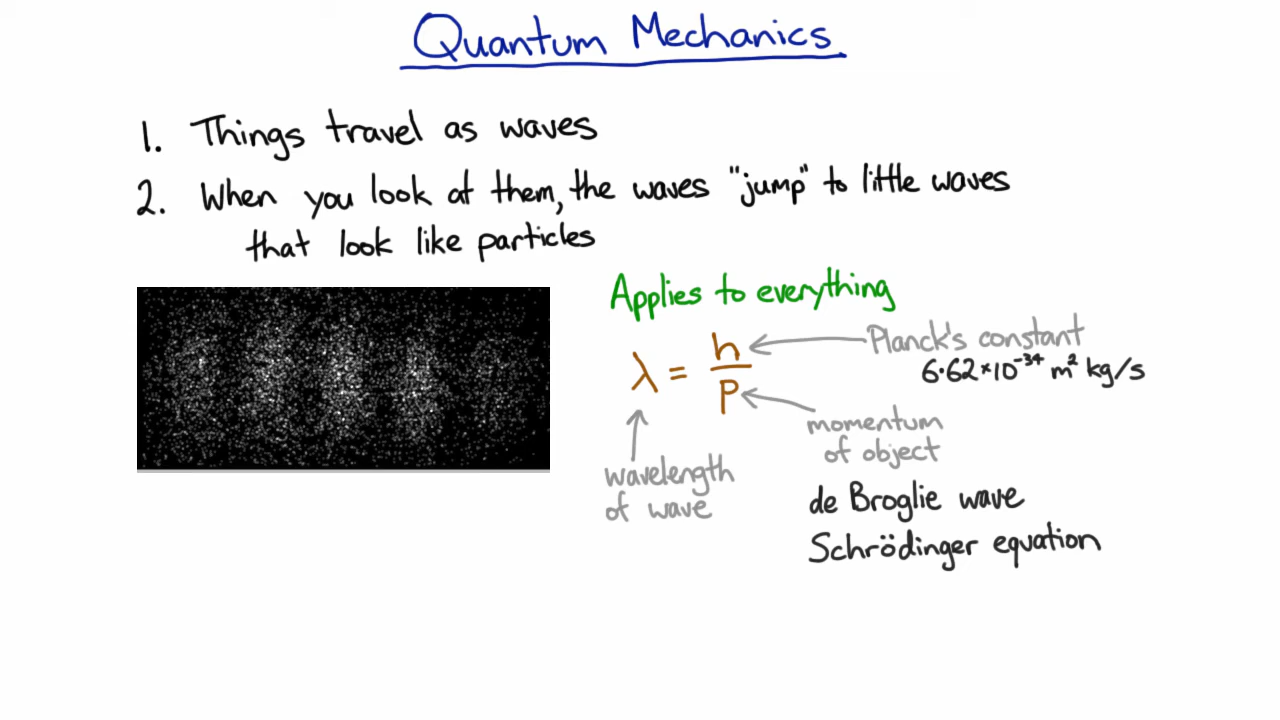 Quantum Mechanics
1. Things travel as waves
2. When you look at them, the waves "jump" to little waves
that look like particles
Applies to everything
λ = h/p
Planck's constant
6.62×10⁻³⁴ m² kg/s
momentum
of object
wavelength
of wave
de Broglie wave
Schrödinger equation